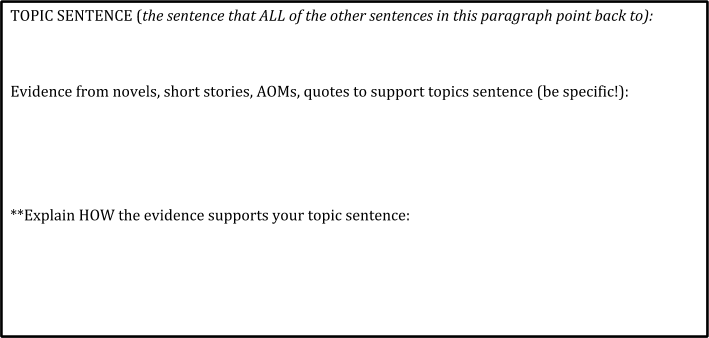 TOPIC SENTENCE (the sentence that ALL of the other sentences in this paragraph point back to):
Evidence from novels, short stories, AOMs, quotes to support topics sentence (be specific!):
**Explain HOW the evidence supports your topic sentence: